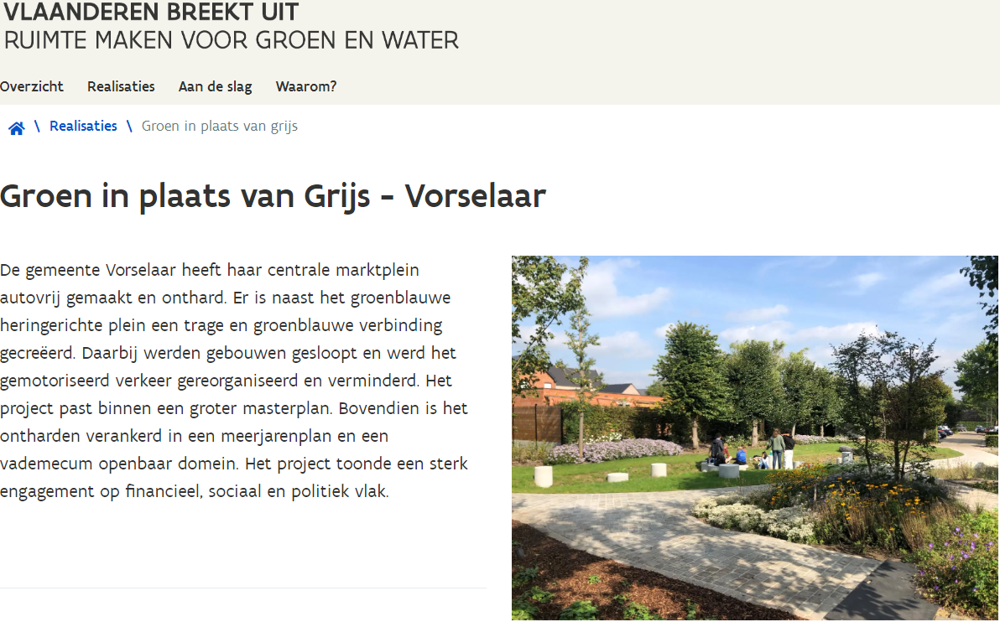 VLAANDEREN BREEKT UIT
RUIMTE MAKEN VOOR GROEN EN WATER
Overzicht Realisaties Aan de slag Waarom?
\ Realisaties \ Groen in plaats van grijs
Groen in plaats van Grijs - Vorselaar
De gemeente Vorselaar heeft haar centrale marktplein
autovrij gemaakt en onthard. Er is naast het groenblauwe
heringerichte plein een trage en groenblauwe verbinding
gecreëerd. Daarbij werden gebouwen gesloopt en werd het
gemotoriseerd verkeer gereorganiseerd en verminderd. Het
project past binnen een groter masterplan. Bovendien is het
ontharden verankerd in een meerjarenplan en een
vademecum openbaar domein. Het project toonde een sterk
engagement op financieel, sociaal en politiek vlak.